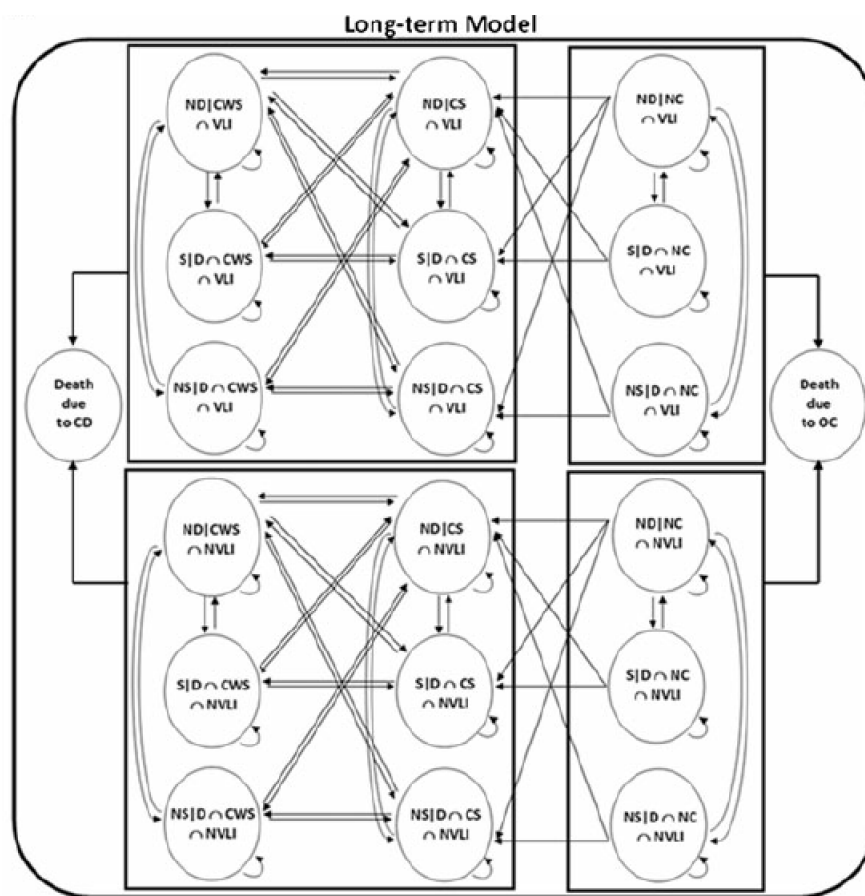 Long-term Model
ND|CWS
∩ VLI
ND|CS
∩ VLI
ND|NC
∩ VLI
S|D ∩ CWS
∩ VLI
S|D ∩ CS
∩ VLI
S|D ∩ NC
∩ VLI
NS|D ∩ CWS
∩ VLI
NS|D ∩ CS
∩ VLI
NS|D ∩ NC
∩ VLI
Death
due
to CD
Death
due
to OC
ND|CWS
∩ NVLI
ND|CS
∩ NVLI
ND|NC
∩ NVLI
S|D ∩ CWS
∩ NVLI
S|D ∩ CS
∩ NVLI
S|D ∩ NC
∩ NVLI
NS|D ∩ CWS
∩ NVLI
NS|D ∩ CS
∩ NVLI
NS|D ∩ NC
∩ NVLI